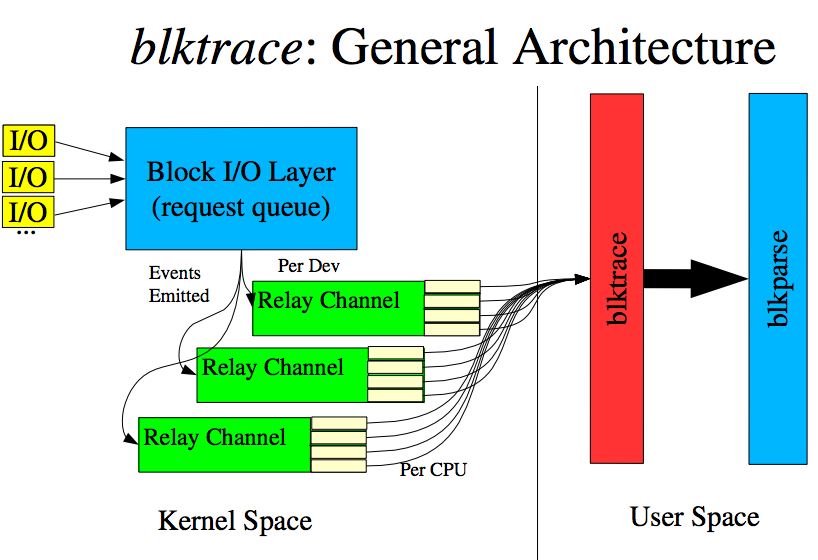 blktrace: General Architecture
I/O
I/O
I/O
...
Block I/O Layer
(request queue)
Events
Emitted
Per Dev
Relay Channel
Relay Channel
Relay Channel
Per CPU
Kernel Space
blktrace
blkparse
User Space